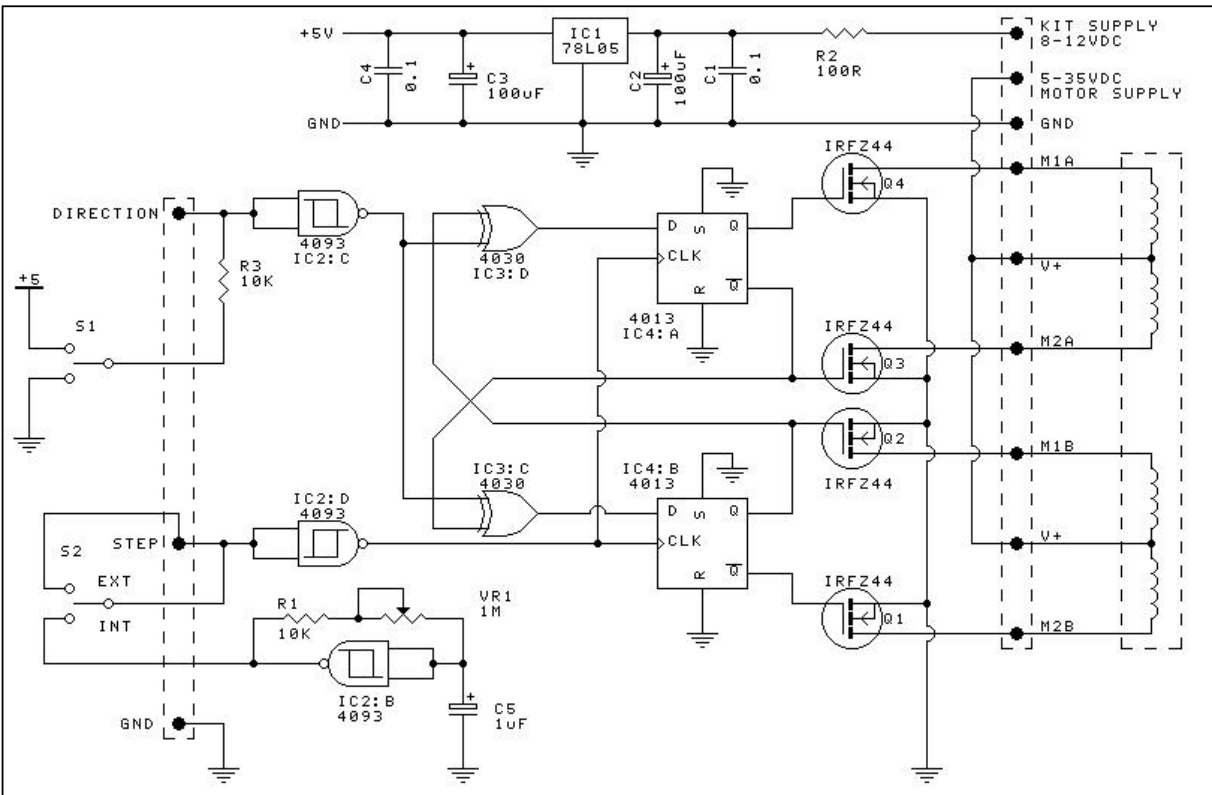 +5V
IC1
78L05
KIT SUPPLY
8-12VDC
R2
100R
C4
0.1
C3
100uF
C2
100uF
C1
0.1
5-35VDC
MOTOR SUPPLY
GND
GND
IRFZ44
Q4
M1A
DIRECTION
4093
IC2:C
4030
IC3:D
D
S
Q
CLK
R
Q
4013
IC4:A
R3
10K
+5
S1
V+
IRFZ44
Q3
M2A
Q2
IRFZ44
M1B
IC3:C
4030
IC4:B
4013
D
S
Q
CLK
R
Q
IC2:D
4093
STEP
S2
EXT
INT
R1
10K
VR1
1M
V+
IRFZ44
Q1
M2B
IC2:B
4093
C5
1uF
GND